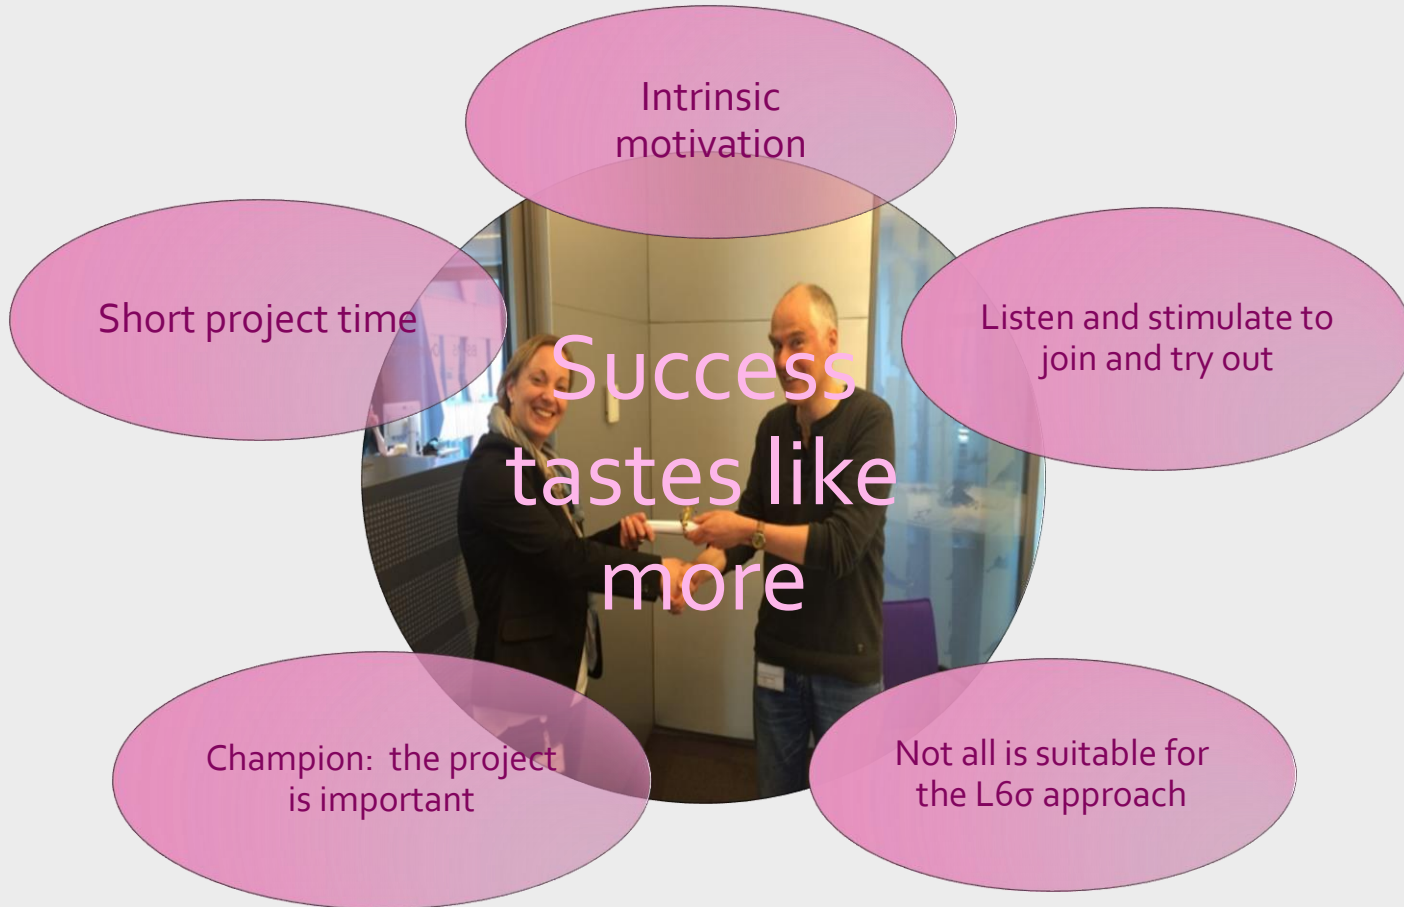 Intrinsic
motivation
Short project time
Listen and stimulate to
join and try out
Success
tastes like
more
Champion:  the project
is important
Not all is suitable for
the L6σ approach